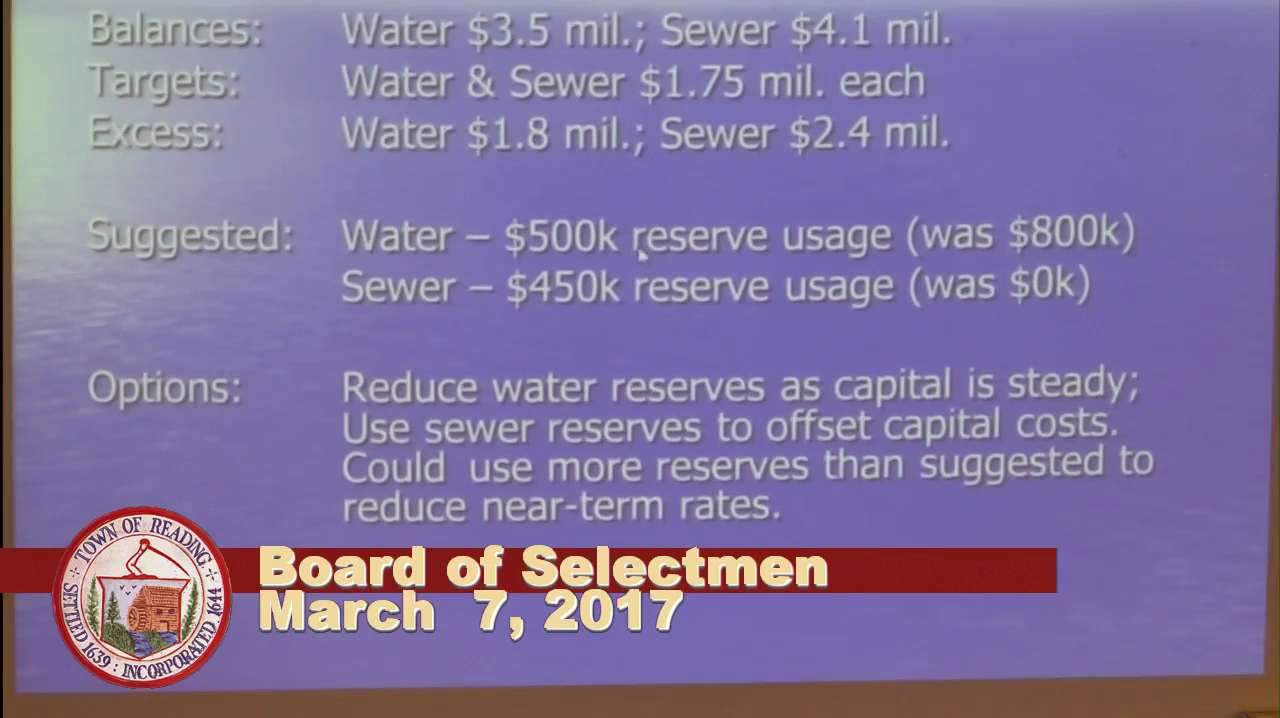 Balances: Water $3.5 mil.; Sewer $4.1 mil.
Targets: Water & Sewer $1.75 mil. each
Excess: Water $1.8 mil.; Sewer $2.4 mil.
Suggested: Water – $500k reserve usage (was $800k)
Sewer – $450k reserve usage (was $0k)
Options: Reduce water reserves as capital is steady;
Use sewer reserves to offset capital costs.
Could use more reserves than suggested to
reduce near-term rates.
TOWN OF READING
SETTLED 1639 : INCORPORATED 1644
Board of Selectmen
March 7, 2017